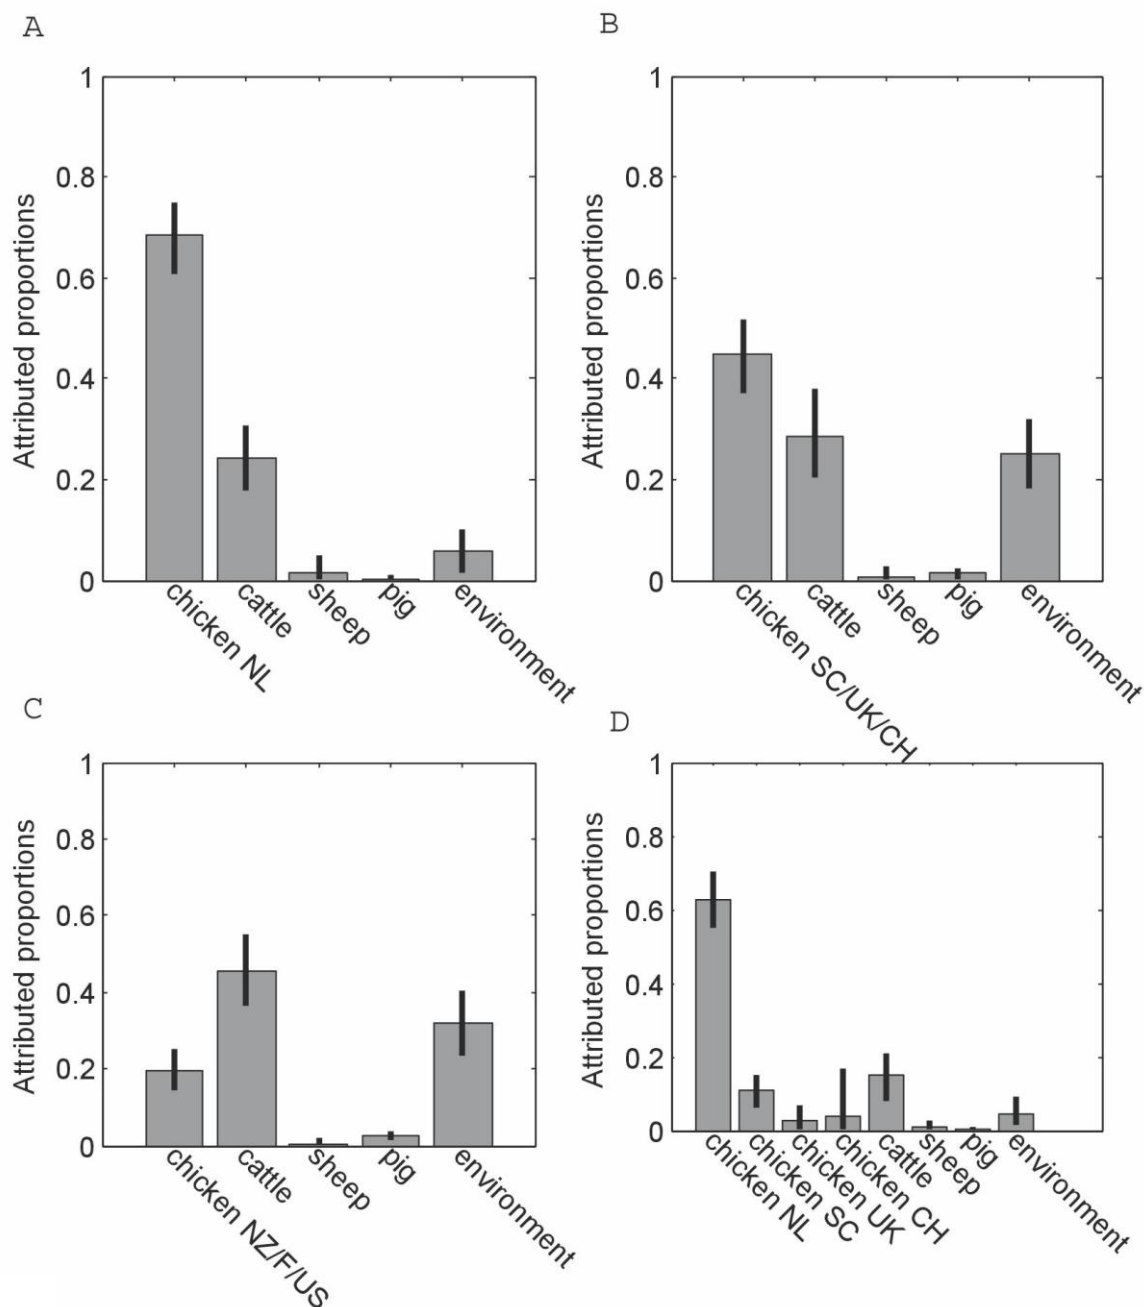 A
Attributed proportions
1
0.8
0.6
0.4
0.2
0
chicken NL
cattle
sheep
pig
environment
B
Attributed proportions
1
0.8
0.6
0.4
0.2
0
chicken SC/UK/CH
cattle
sheep
pig
environment
C
Attributed proportions
1
0.8
0.6
0.4
0.2
0
chicken NZ/F/US
cattle
sheep
pig
environment
D
Attributed proportions
1
0.8
0.6
0.4
0.2
0
chicken NL
chicken SC
chicken UK
chicken CH
cattle
sheep
pig
environment